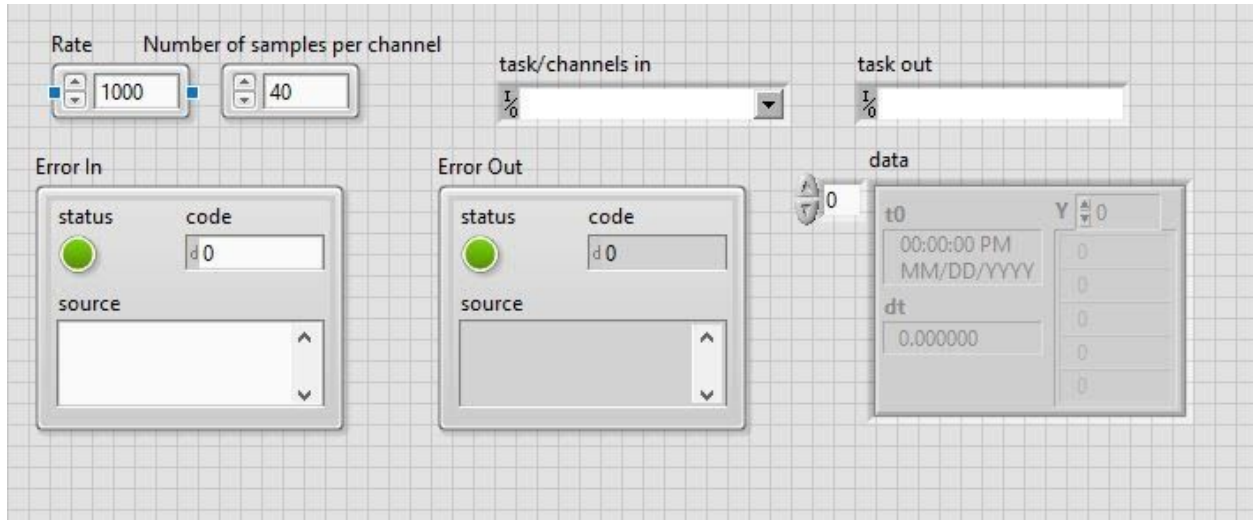 Rate
Number of samples per channel
1000
40
task/channels in
I/O
task out
I/O
Error In
status
code
d 0
source
Error Out
status
code
d 0
source
data
0
t0
00:00:00 PM
MM/DD/YYYY
dt
0.000000
Y
0
0
0
0
0
0